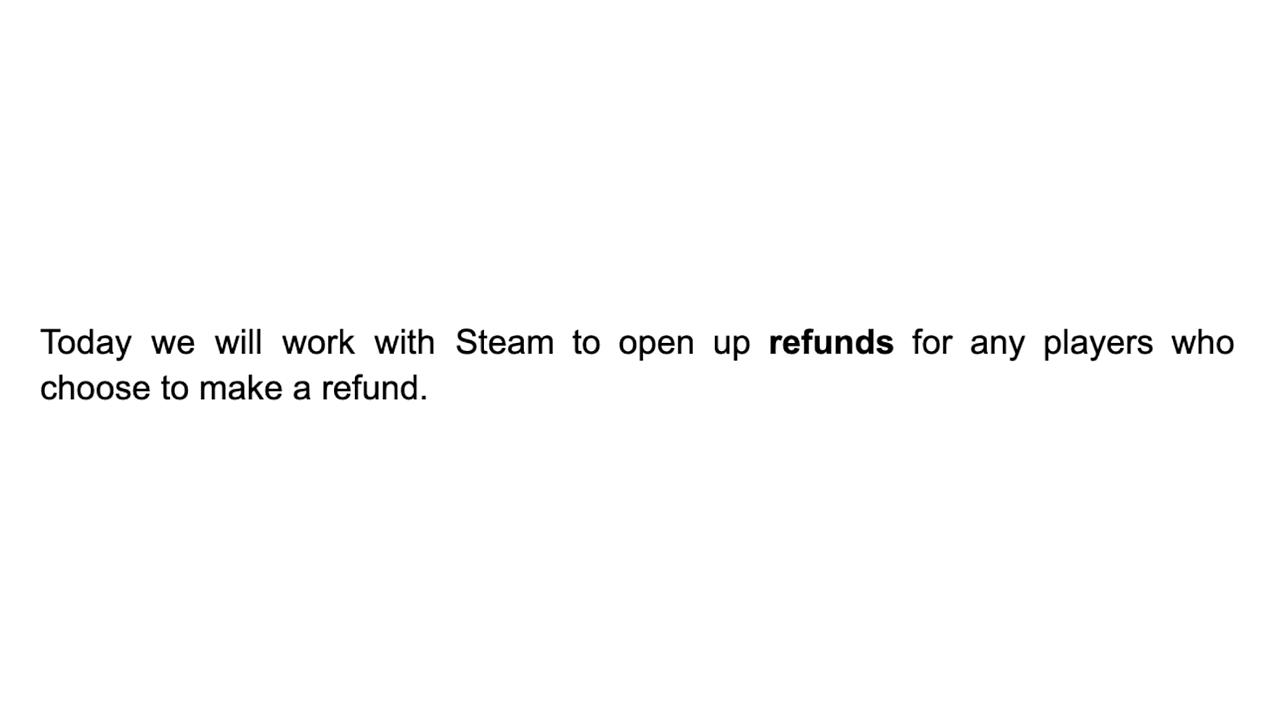 Today we will work with Steam to open up refunds for any players who
choose to make a refund.